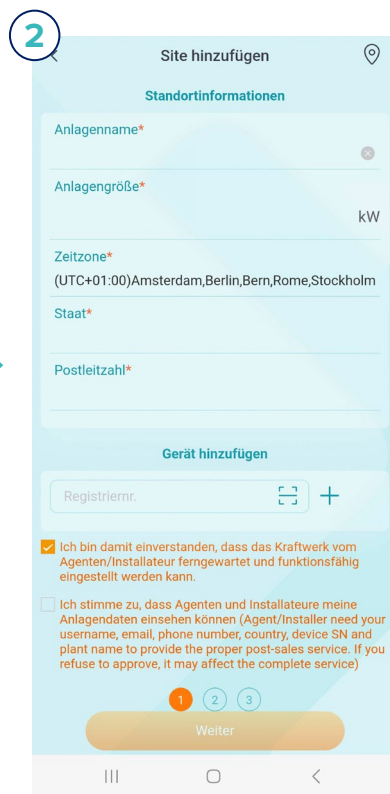 2
Site hinzufügen
Standortinformationen
Anlagenname*
Anlagengröße*
kW
Zeitzone*
(UTC+01:00)Amsterdam,Berlin,Bern,Rome,Stockholm
Staat*
Postleitzahl*
Gerät hinzufügen
Registriernr.
Ich bin damit einverstanden, dass das Kraftwerk vom
Agenten/Installateur ferngewartet und funktionsfähig
eingestellt werden kann.
Ich stimme zu, dass Agenten und Installateure meine
Anlagendaten einsehen können (Agent/Installer need your
username, email, phone number, country, device SN and
plant name to provide the proper post-sales service. If you
refuse to approve, it may affect the complete service)
1 2 3
Weiter